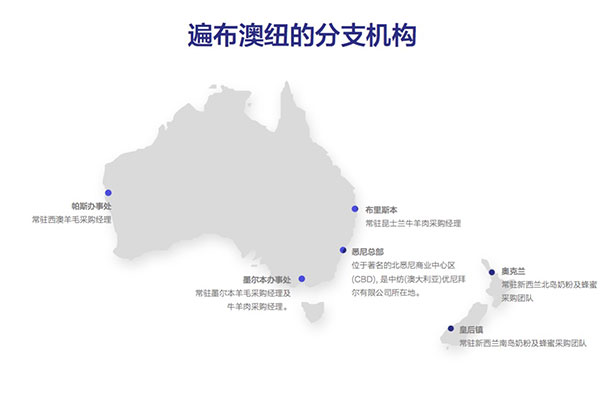 遍布澳纽的分支机构
帕斯办事处
常驻西澳羊毛采购经理
布里斯本
常驻昆士兰牛羊肉采购经理
悉尼总部
位于著名的北悉尼商业中心区
(CBD), 是中纺(澳大利亚)优尼拜
尔有限公司所在地。
墨尔本办事处
常驻墨尔本羊毛采购经理及
牛羊肉采购经理。
奥克兰
常驻新西兰北岛奶粉及蜂蜜
采购团队
皇后镇
常驻新西兰南岛奶粉及蜂蜜采购团队